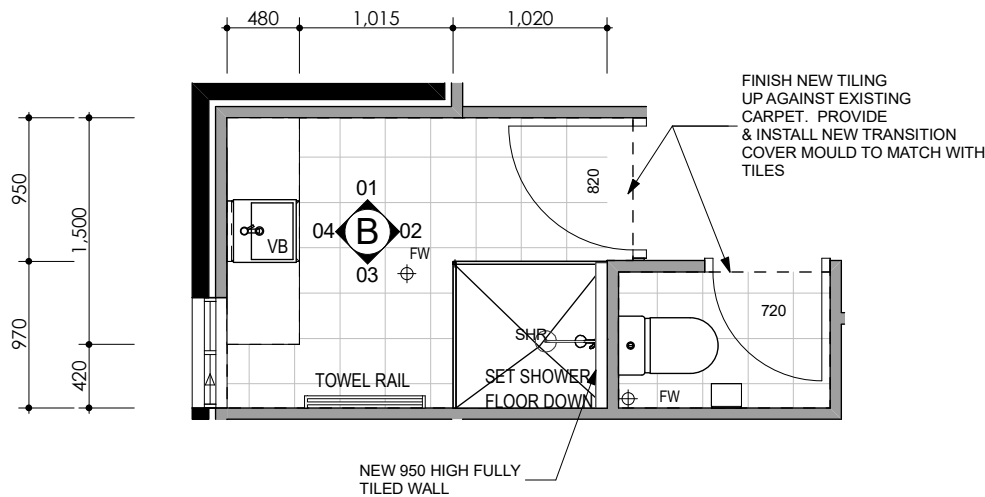 480
1,015
1,020
FINISH NEW TILING
UP AGAINST EXISTING
CARPET. PROVIDE
& INSTALL NEW TRANSITION
COVER MOULD TO MATCH WITH
TILES
950
1,500
970
420
820
01
04 B 02
03
VB
FW
720
SHR
TOWEL RAIL
SET SHOWER
FLOOR DOWN
FW
NEW 950 HIGH FULLY
TILED WALL